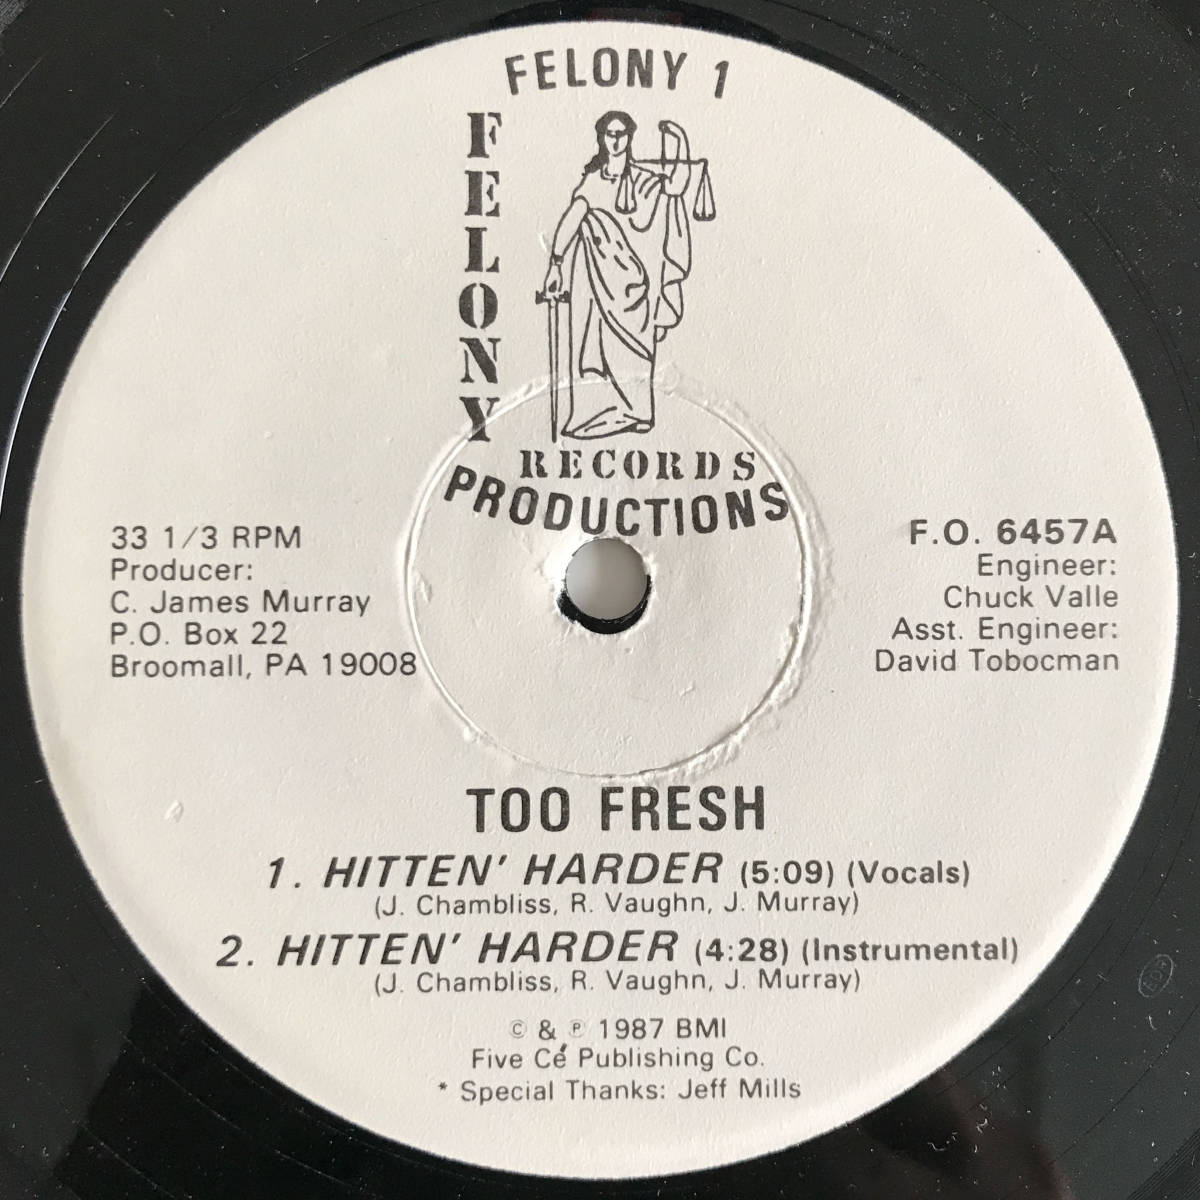 FELONY 1
FELONY
RECORDS
PRODUCTIONS
33 1/3 RPM
Producer:
C. James Murray
P.O. Box 22
Broomall, PA 19008
F.O. 6457A
Engineer:
Chuck Valle
Asst. Engineer:
David Tobocman
TOO FRESH
1. HITTEN' HARDER (5:09) (Vocals)
(J. Chambliss, R. Vaughn, J. Murray)
2. HITTEN' HARDER (4:28) (Instrumental)
(J. Chambliss, R. Vaughn, J. Murray)
© & ℗ 1987 BMI
Five Cé Publishing Co.
* Special Thanks: Jeff Mills